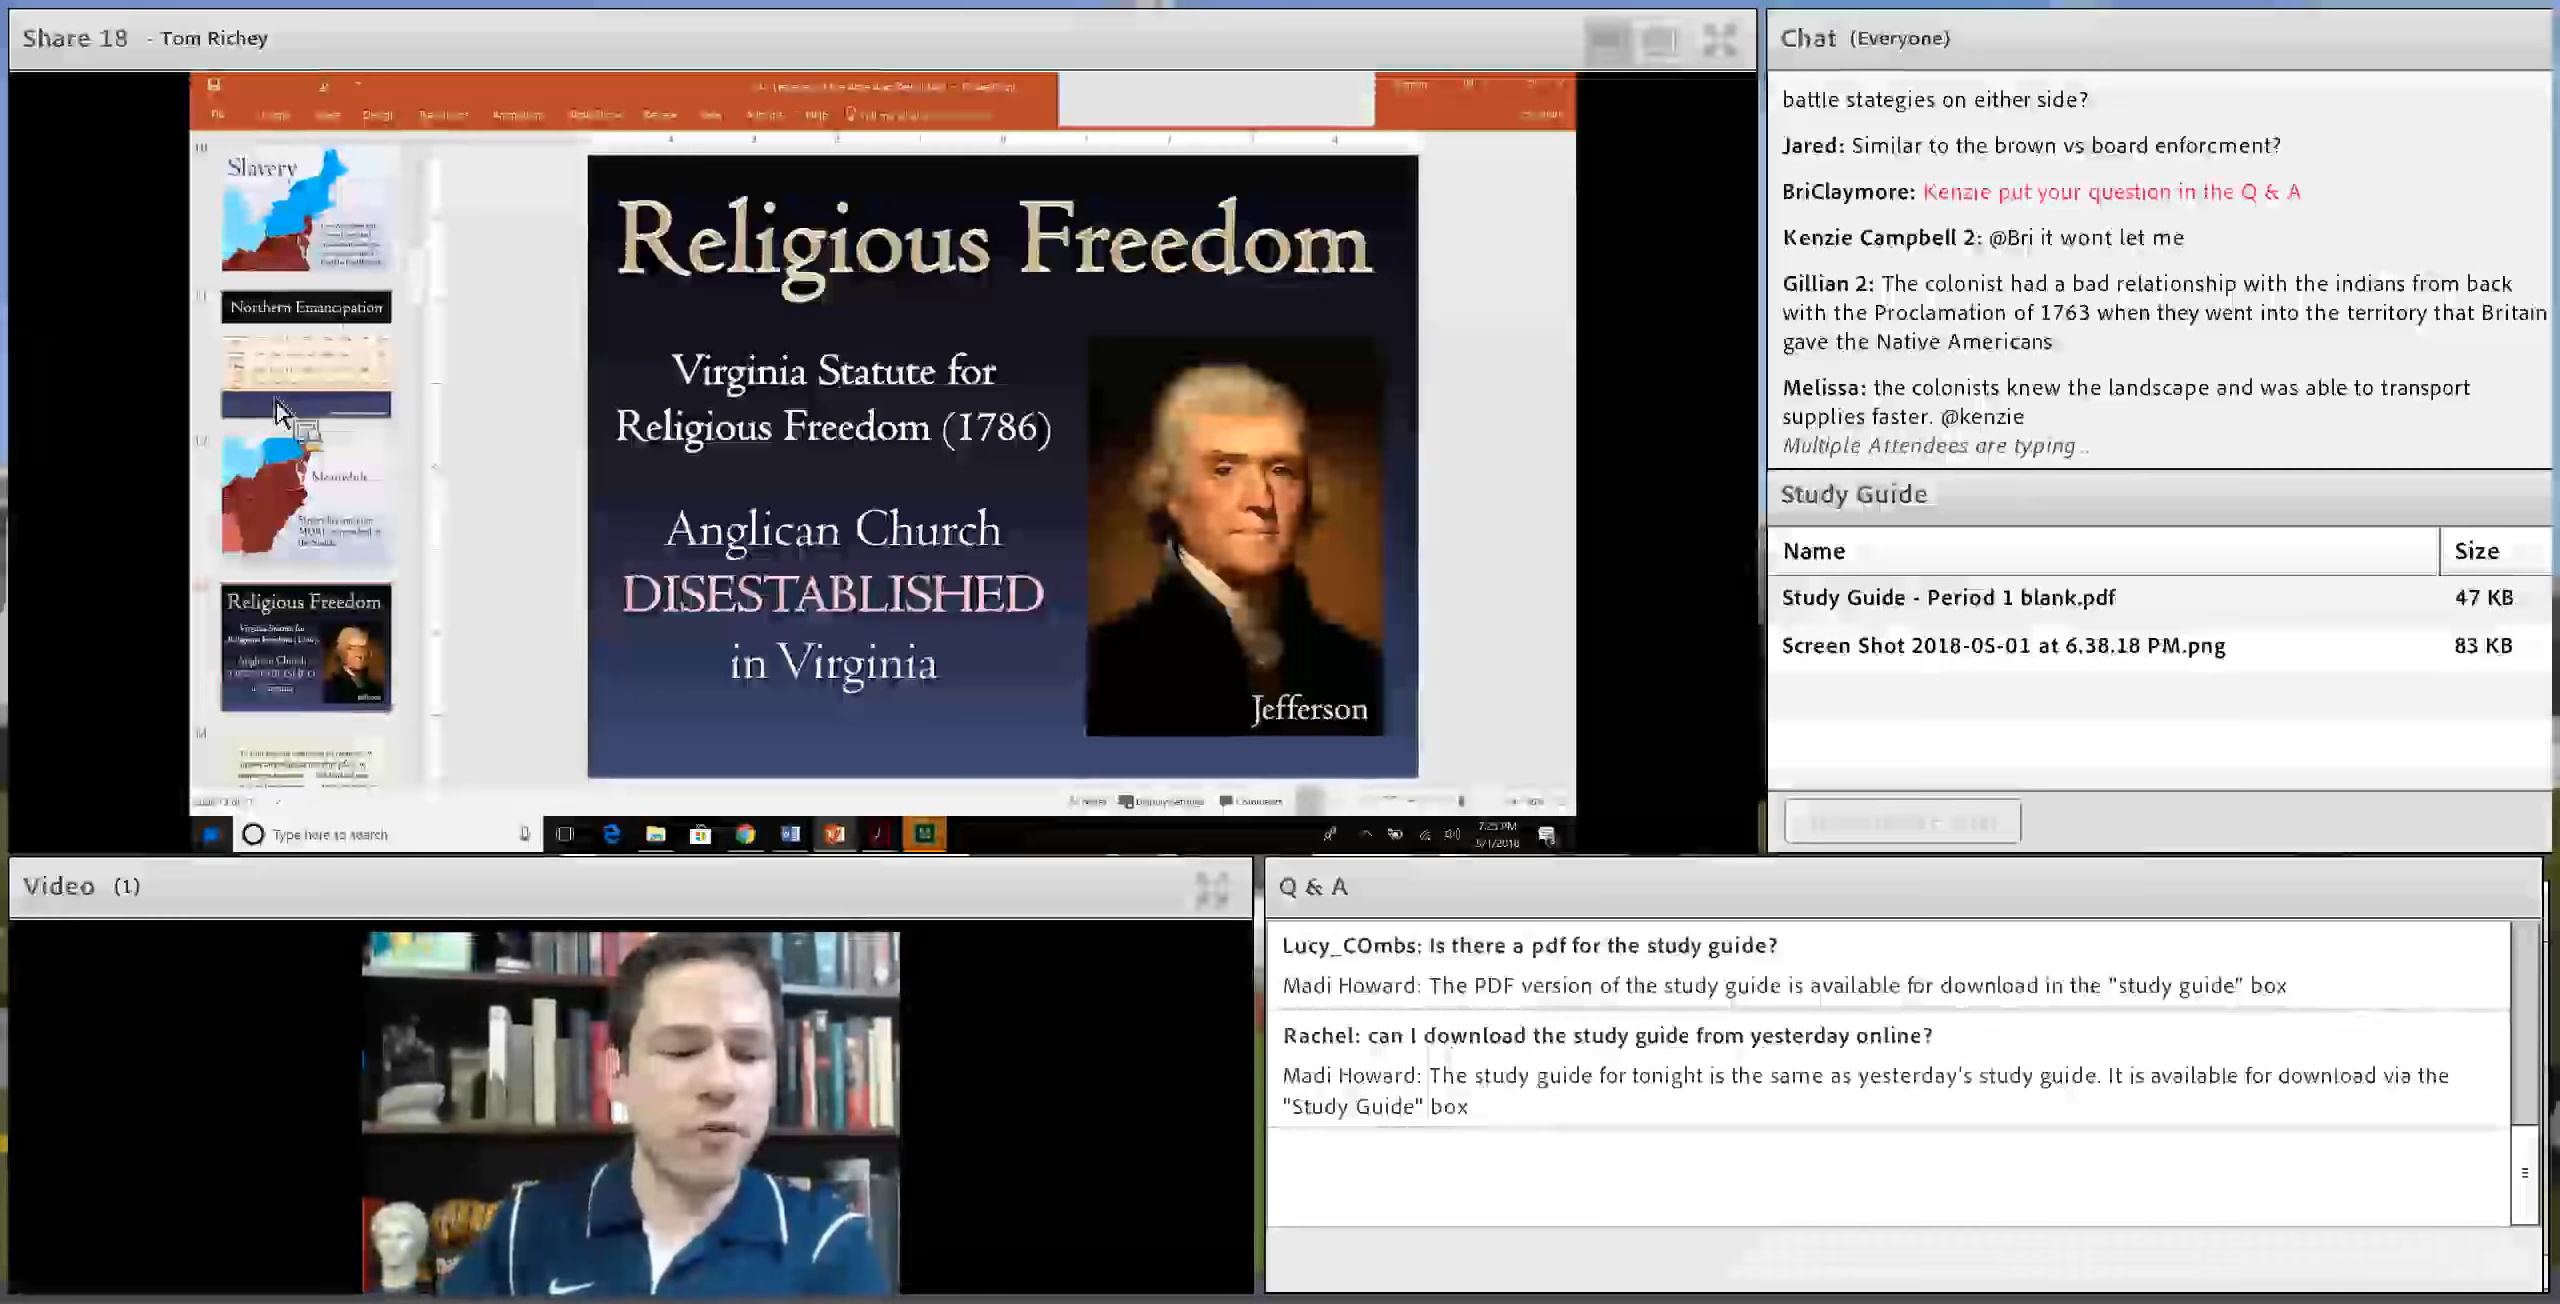 Share 18 - Tom Richey
Slavery
Northern Emancipation
Meanwhile...
Religious Freedom
Religious Freedom
Virginia Statute for
Religious Freedom (1786)
Anglican Church
DISESTABLISHED
in Virginia
Jefferson
Type here to search
7:25 PM
5/1/2018
Chat (Everyone)
battle stategies on either side?
Jared: Similar to the brown vs board enforcment?
BriClaymore: Kenzie put your question in the Q & A
Kenzie Campbell 2: @Bri it wont let me
Gillian 2: The colonist had a bad relationship with the indians from back
with the Proclamation of 1763 when they went into the territory that Britain
gave the Native Americans
Melissa: the colonists knew the landscape and was able to transport
supplies faster. @kenzie
Multiple Attendees are typing..
Study Guide
Name Size
Study Guide - Period 1 blank.pdf 47 KB
Screen Shot 2018-05-01 at 6.38.18 PM.png 83 KB
Video (1)
Q & A
Lucy_COmbs: Is there a pdf for the study guide?
Madi Howard: The PDF version of the study guide is available for download in the "study guide" box
Rachel: can I download the study guide from yesterday online?
Madi Howard: The study guide for tonight is the same as yesterday's study guide. It is available for download via the
"Study Guide" box